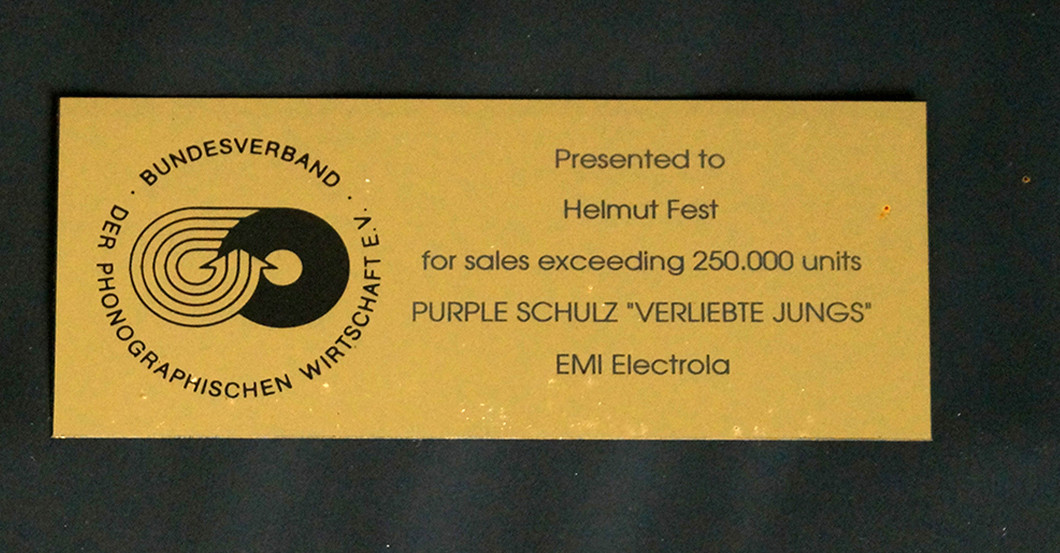 · BUNDESVERBAND ·
DER PHONOGRAPHISCHEN WIRTSCHAFT E.V.
Presented to
Helmut Fest
for sales exceeding 250.000 units
PURPLE SCHULZ "VERLIEBTE JUNGS"
EMI Electrola